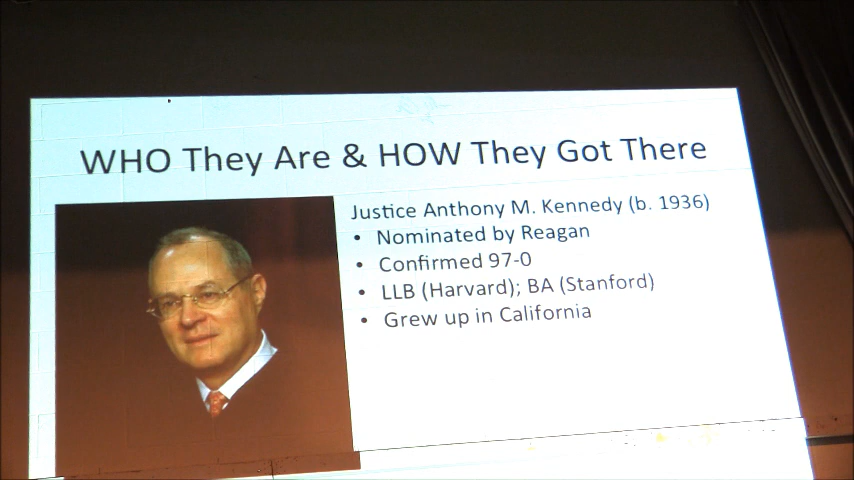 WHO They Are & HOW They Got There
Justice Anthony M. Kennedy (b. 1936)
• Nominated by Reagan
• Confirmed 97-0
• LLB (Harvard); BA (Stanford)
• Grew up in California